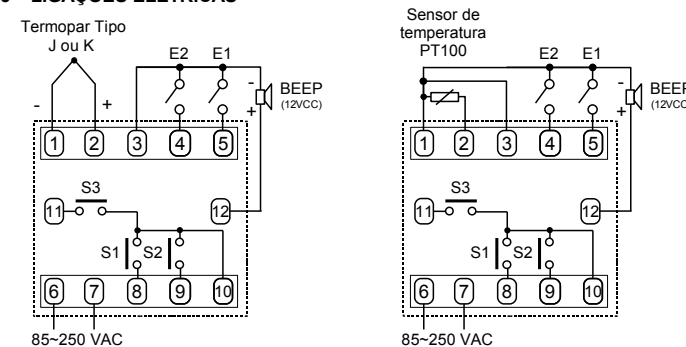 LIGAÇÕES ELÉTRICAS
Termopar Tipo
J ou K
E2 E1
- +
-
BEEP
(12VCC)
+
1 2 3 4 5
S3
11 12
S1 S2
6 7 8 9 10
85~250 VAC
Sensor de
temperatura
PT100
E2 E1
-
BEEP
(12VCC
+
1 2 3 4 5
S3
11 12
S1 S2
6 7 8 9 10
85~250 VAC